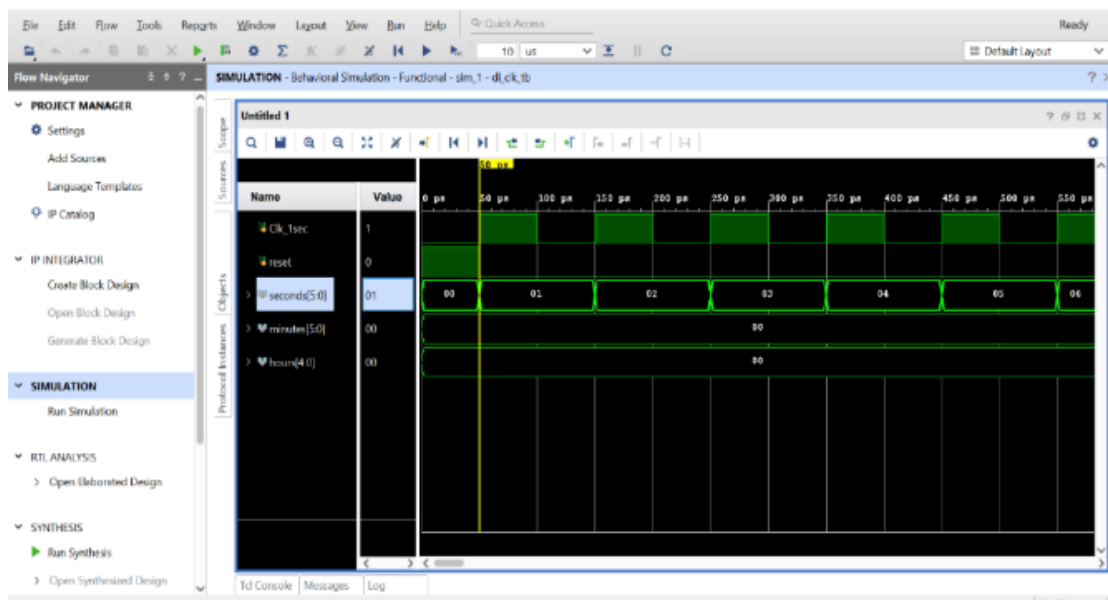 File Edit Flow Tools Reports Window Layout View Run Help Quick Access Ready
10 us Default Layout
Flow Navigator
SIMULATION - Behavioral Simulation - Functional - sim_1 - dl_clk_tb
PROJECT MANAGER
Settings
Add Sources
Language Templates
IP Catalog
IP INTEGRATOR
Create Block Design
Open Block Design
Generate Block Design
SIMULATION
Run Simulation
RTL ANALYSIS
Open Elaborated Design
SYNTHESIS
Run Synthesis
Open Synthesized Design
Scope
Sources
Objects
Protocol Instances
Untitled 1
50 ps
Name Value 0 ps 50 ps 100 ps 150 ps 200 ps 250 ps 300 ps 350 ps 400 ps 450 ps 500 ps 550 ps
Clk_1sec 1
reset 0
seconds[5:0] 01 00 01 02 03 04 05 06
minutes[5:0] 00 00
hours[4:0] 00 00
Tcl Console Messages Log